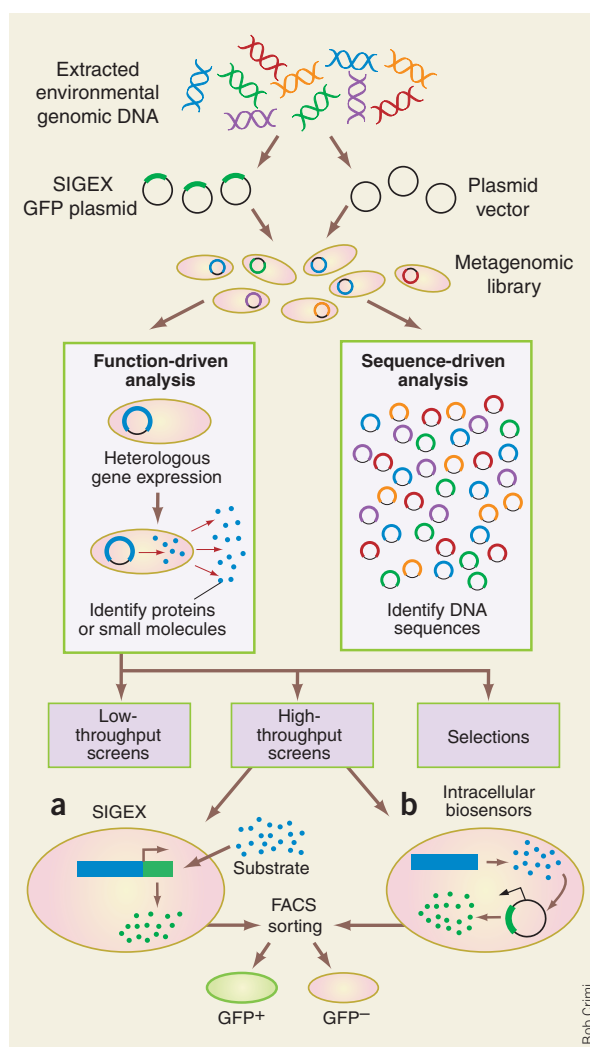 Extracted
environmental
genomic DNA
SIGEX
GFP plasmid
Plasmid
vector
Metagenomic
library
Function-driven
analysis
Heterologous
gene expression
Identify proteins
or small molecules
Sequence-driven
analysis
Identify DNA
sequences
Low-
throughput
screens
High-
throughput
screens
Selections
a
SIGEX
Substrate
b
Intracellular
biosensors
FACS
sorting
GFP+
GFP–
Bob Crimi